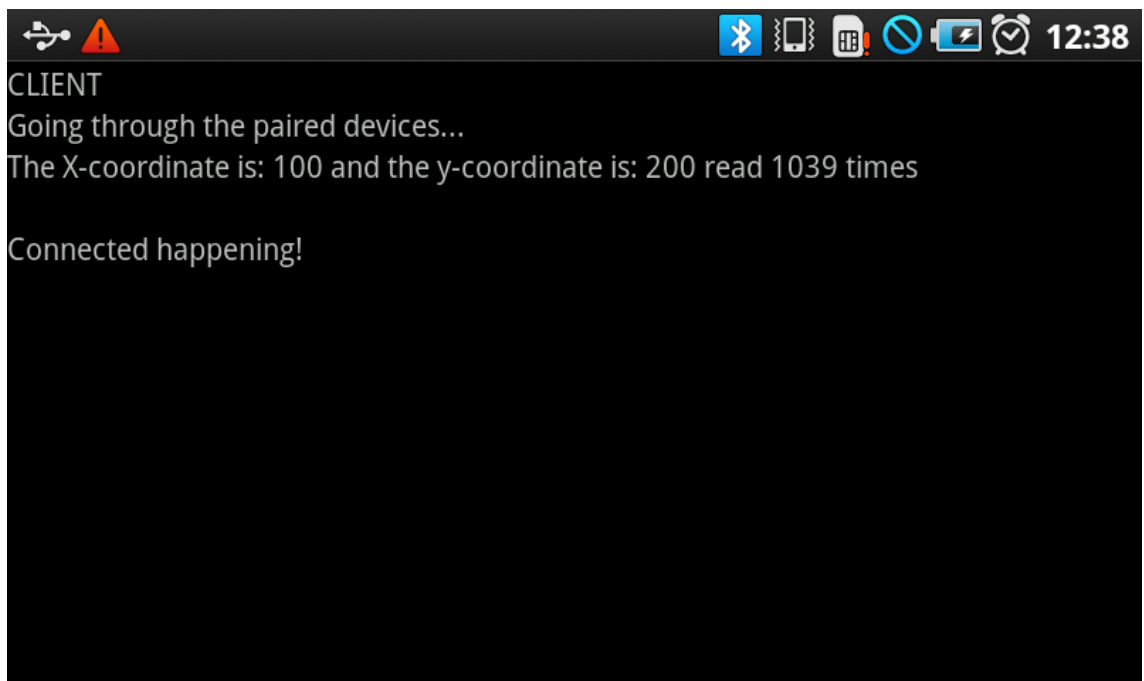 12:38
CLIENT
Going through the paired devices...
The X-coordinate is: 100 and the y-coordinate is: 200 read 1039 times
Connected happening!